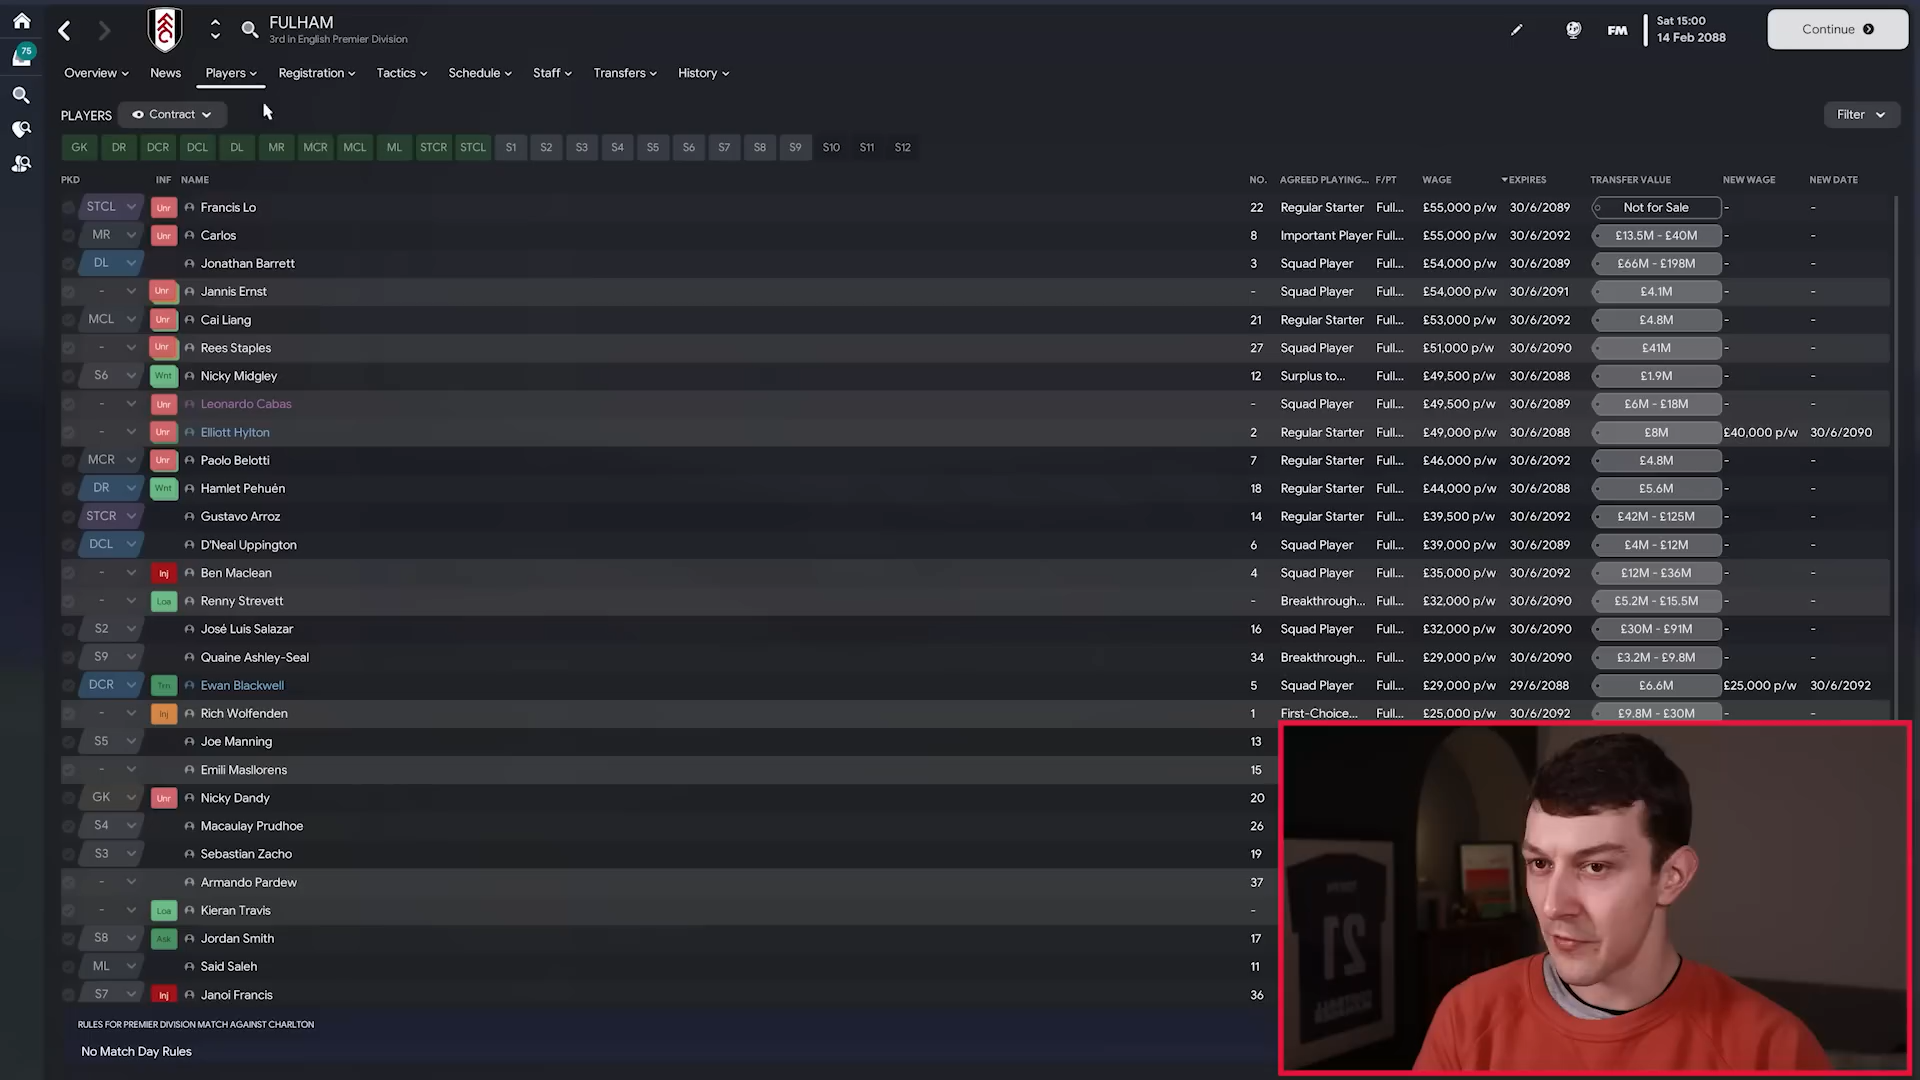 FULHAM
3rd in English Premier Division
75
FM
Sat 15:00
14 Feb 2088
Continue
Overview News Players Registration Tactics Schedule Staff Transfers History
PLAYERS Contract Filter
GK DR DCR DCL DL MR MCR MCL ML STCR STCL S1 S2 S3 S4 S5 S6 S7 S8 S9 S10 S11 S12
PKD INF NAME NO. AGREED PLAYING... F/PT WAGE EXPIRES TRANSFER VALUE NEW WAGE NEW DATE
STCL Unr Francis Lo 22 Regular Starter Full... £55,000 p/w 30/6/2089 Not for Sale - -
MR Unr Carlos 8 Important Player Full... £55,000 p/w 30/6/2092 £13.5M - £40M - -
DL Jonathan Barrett 3 Squad Player Full... £54,000 p/w 30/6/2089 £66M - £198M - -
- Unr Jannis Ernst - Squad Player Full... £54,000 p/w 30/6/2091 £4.1M - -
MCL Unr Cai Liang 21 Regular Starter Full... £53,000 p/w 30/6/2092 £4.8M - -
- Unr Rees Staples 27 Squad Player Full... £51,000 p/w 30/6/2090 £41M - -
S6 Wnt Nicky Midgley 12 Surplus to... Full... £49,500 p/w 30/6/2088 £1.9M - -
- Unr Leonardo Cabas - Squad Player Full... £49,500 p/w 30/6/2089 £6M - £18M - -
- Unr Elliott Hylton 2 Regular Starter Full... £49,000 p/w 30/6/2088 £8M £40,000 p/w 30/6/2090
MCR Unr Paolo Belotti 7 Regular Starter Full... £46,000 p/w 30/6/2092 £4.8M - -
DR Wnt Hamlet Pehuén 18 Regular Starter Full... £44,000 p/w 30/6/2088 £5.6M - -
STCR Gustavo Arroz 14 Regular Starter Full... £39,500 p/w 30/6/2092 £42M - £125M - -
DCL D'Neal Uppington 6 Squad Player Full... £39,000 p/w 30/6/2089 £4M - £12M - -
- Inj Ben Maclean 4 Squad Player Full... £35,000 p/w 30/6/2092 £12M - £36M - -
- Loa Renny Strevett - Breakthrough... Full... £32,000 p/w 30/6/2090 £5.2M - £15.5M - -
S2 José Luis Salazar 16 Squad Player Full... £32,000 p/w 30/6/2090 £30M - £91M - -
S9 Quaine Ashley-Seal 34 Breakthrough... Full... £29,000 p/w 30/6/2090 £3.2M - £9.8M - -
DCR Trn Ewan Blackwell 5 Squad Player Full... £29,000 p/w 29/6/2088 £6.6M £25,000 p/w 30/6/2092
- Inj Rich Wolfenden 1 First-Choice... Full... £25,000 p/w 30/6/2092 £9.8M - £30M - -
S5 Joe Manning 13
- Emili Masllorens 15
GK Unr Nicky Dandy 20
S4 Macaulay Prudhoe 26
S3 Sebastian Zacho 19
- Armando Pardew 37
- Loa Kieran Travis -
S8 Ask Jordan Smith 17
ML Said Saleh 11
S7 Inj Janoi Francis 36
RULES FOR PREMIER DIVISION MATCH AGAINST CHARLTON
No Match Day Rules
21